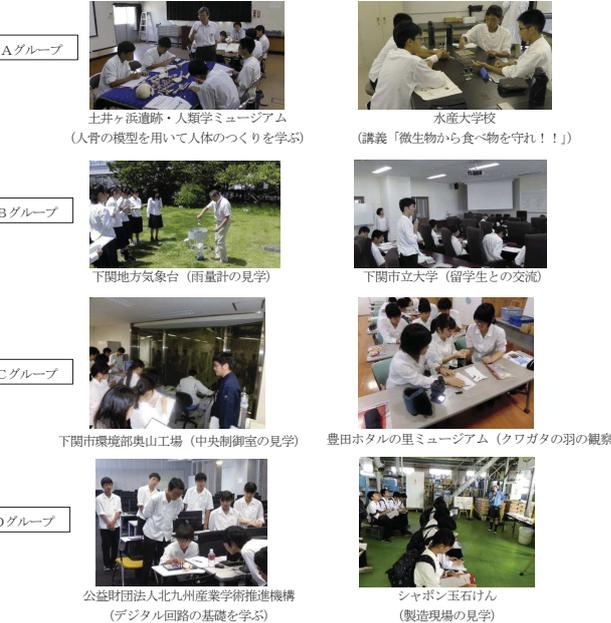 Aグループ
土井ヶ浜遺跡・人類学ミュージアム
(人骨の模型を用いて人体のつくりを学ぶ)
水産大学校
(講義「微生物から食べ物を守れ！！」)
Bグループ
下関地方気象台（雨量計の見学）
下関市立大学（留学生との交流）
Cグループ
下関市環境部奥山工場（中央制御室の見学）
豊田ホタルの里ミュージアム（クワガタの羽の観察
Dグループ
公益財団法人北九州産業学術推進機構
（デジタル回路の基礎を学ぶ）
シャボン玉石けん
（製造現場の見学）